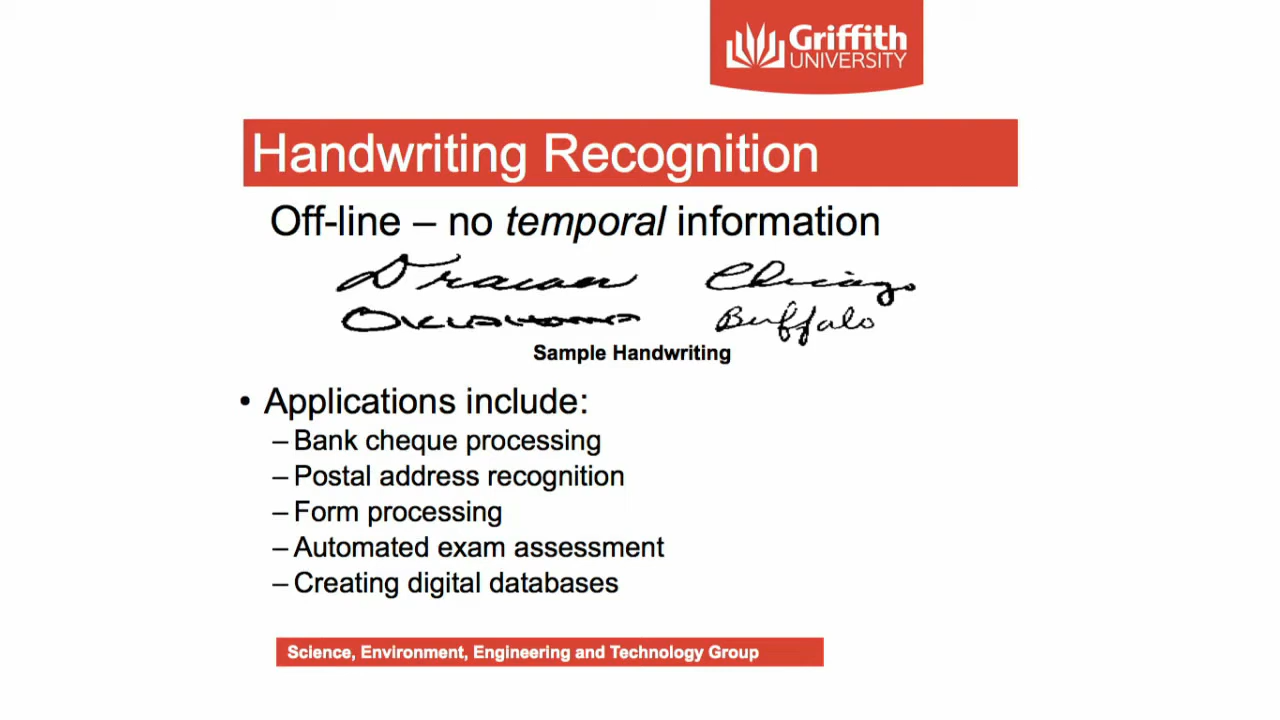 Griffith
UNIVERSITY
Handwriting Recognition
Off-line – no temporal information
Chicago
OKLAHOMA Buffalo
Sample Handwriting
• Applications include:
– Bank cheque processing
– Postal address recognition
– Form processing
– Automated exam assessment
– Creating digital databases
Science, Environment, Engineering and Technology Group